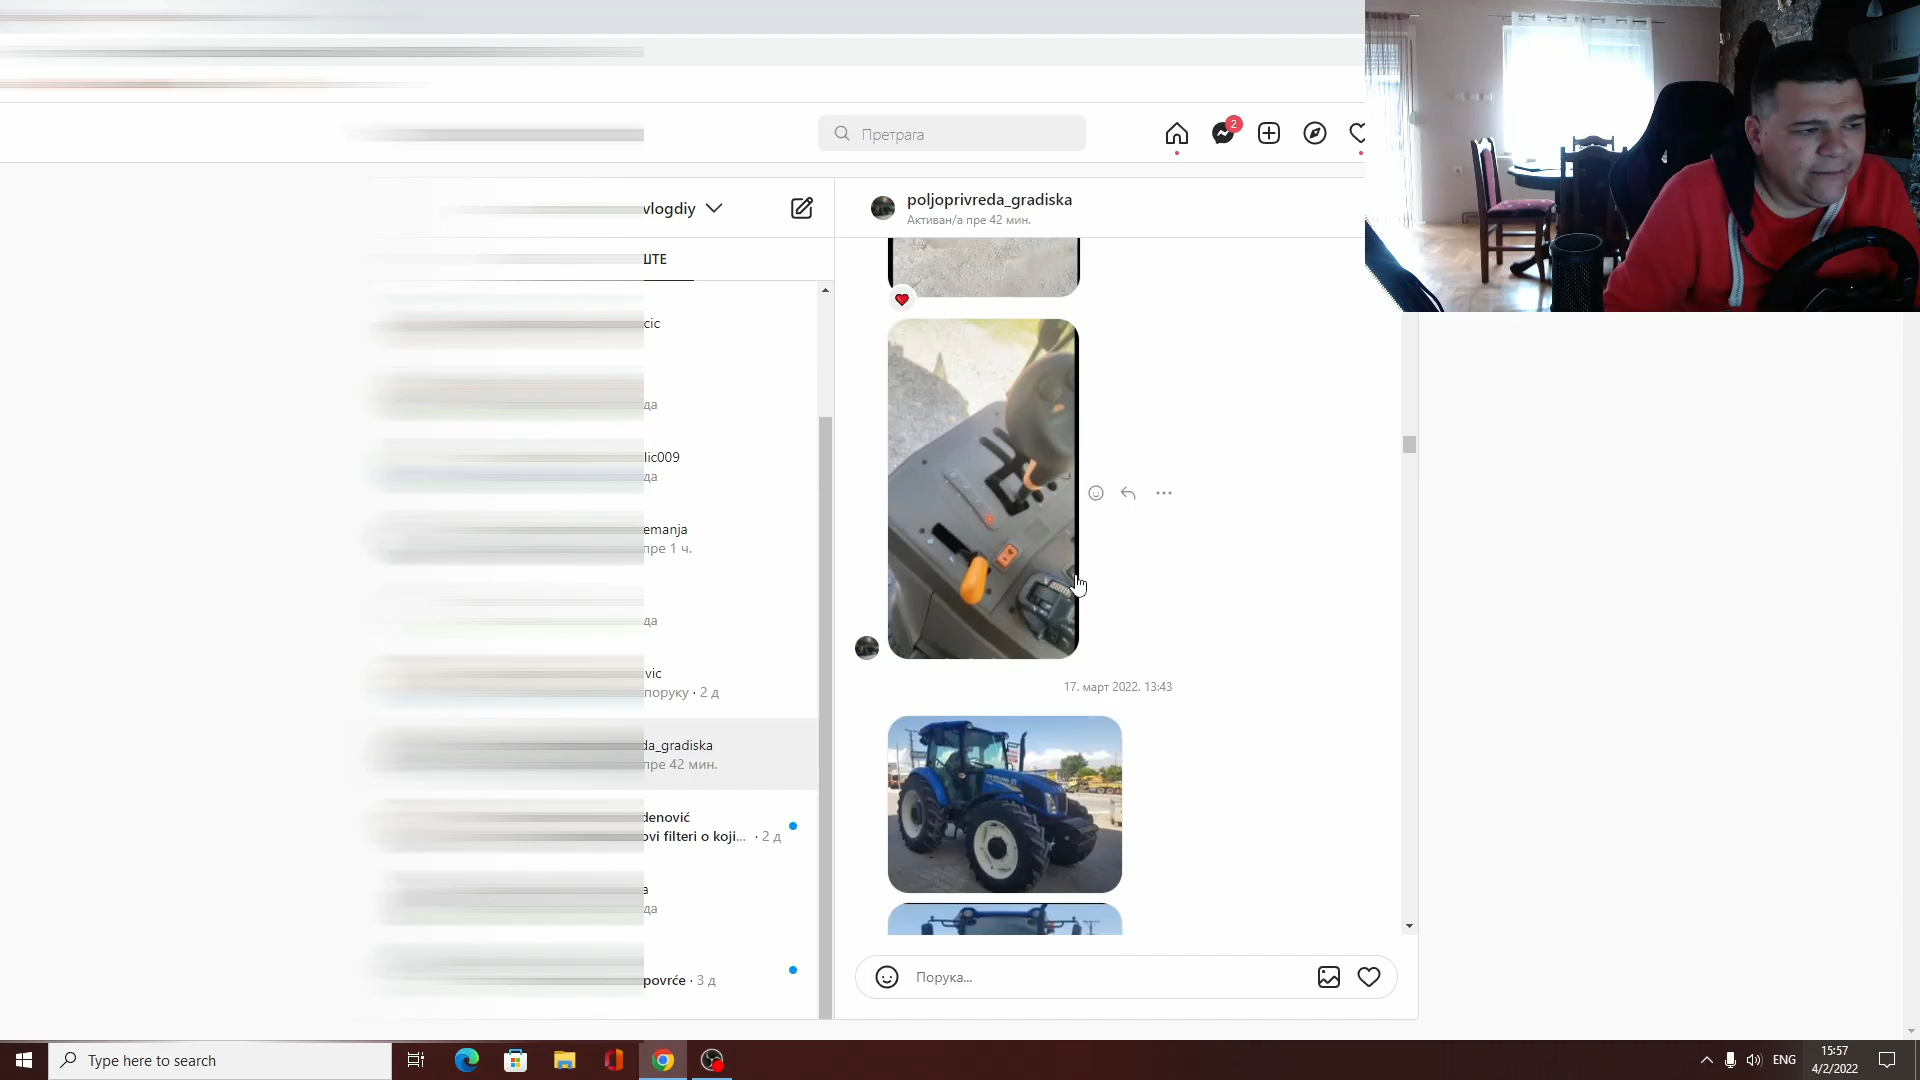 Претрага
2
vlogdiy
poljoprivreda_gradiska
Активан/а пре 42 мин.
ШТЕ
cic
да
lic009
да
emanja
пре 1 ч.
да
vic
поруку · 2 д
da_gradiska
пре 42 мин.
denović
ovi filteri o koji... · 2 д
a
да
povrće · 3 д
17. март 2022. 13:43
Порука...
Type here to search
ENG
15:57
4/2/2022